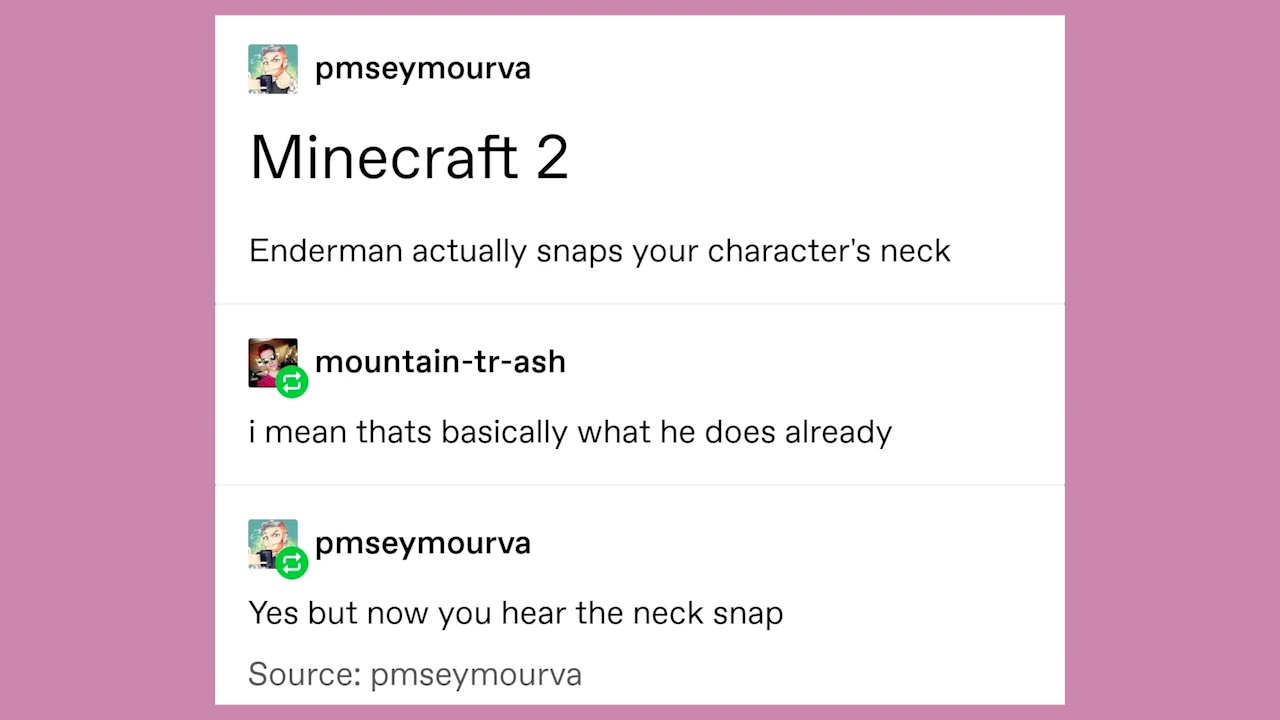 pmseymourva
Minecraft 2
Enderman actually snaps your character's neck
mountain-tr-ash
i mean thats basically what he does already
pmseymourva
Yes but now you hear the neck snap
Source: pmseymourva